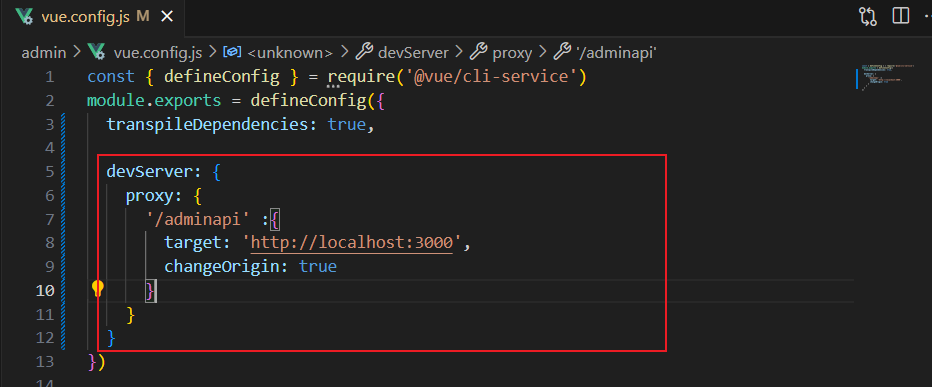 vue.config.js M
admin > vue.config.js > <unknown> > devServer > proxy > '/adminapi'
1 const { defineConfig } = require('@vue/cli-service')
2 module.exports = defineConfig({
3 transpileDependencies: true,
4
5 devServer: {
6 proxy: {
7 '/adminapi' :{
8 target: 'http://localhost:3000',
9 changeOrigin: true
10 }
11 }
12 }
13 })